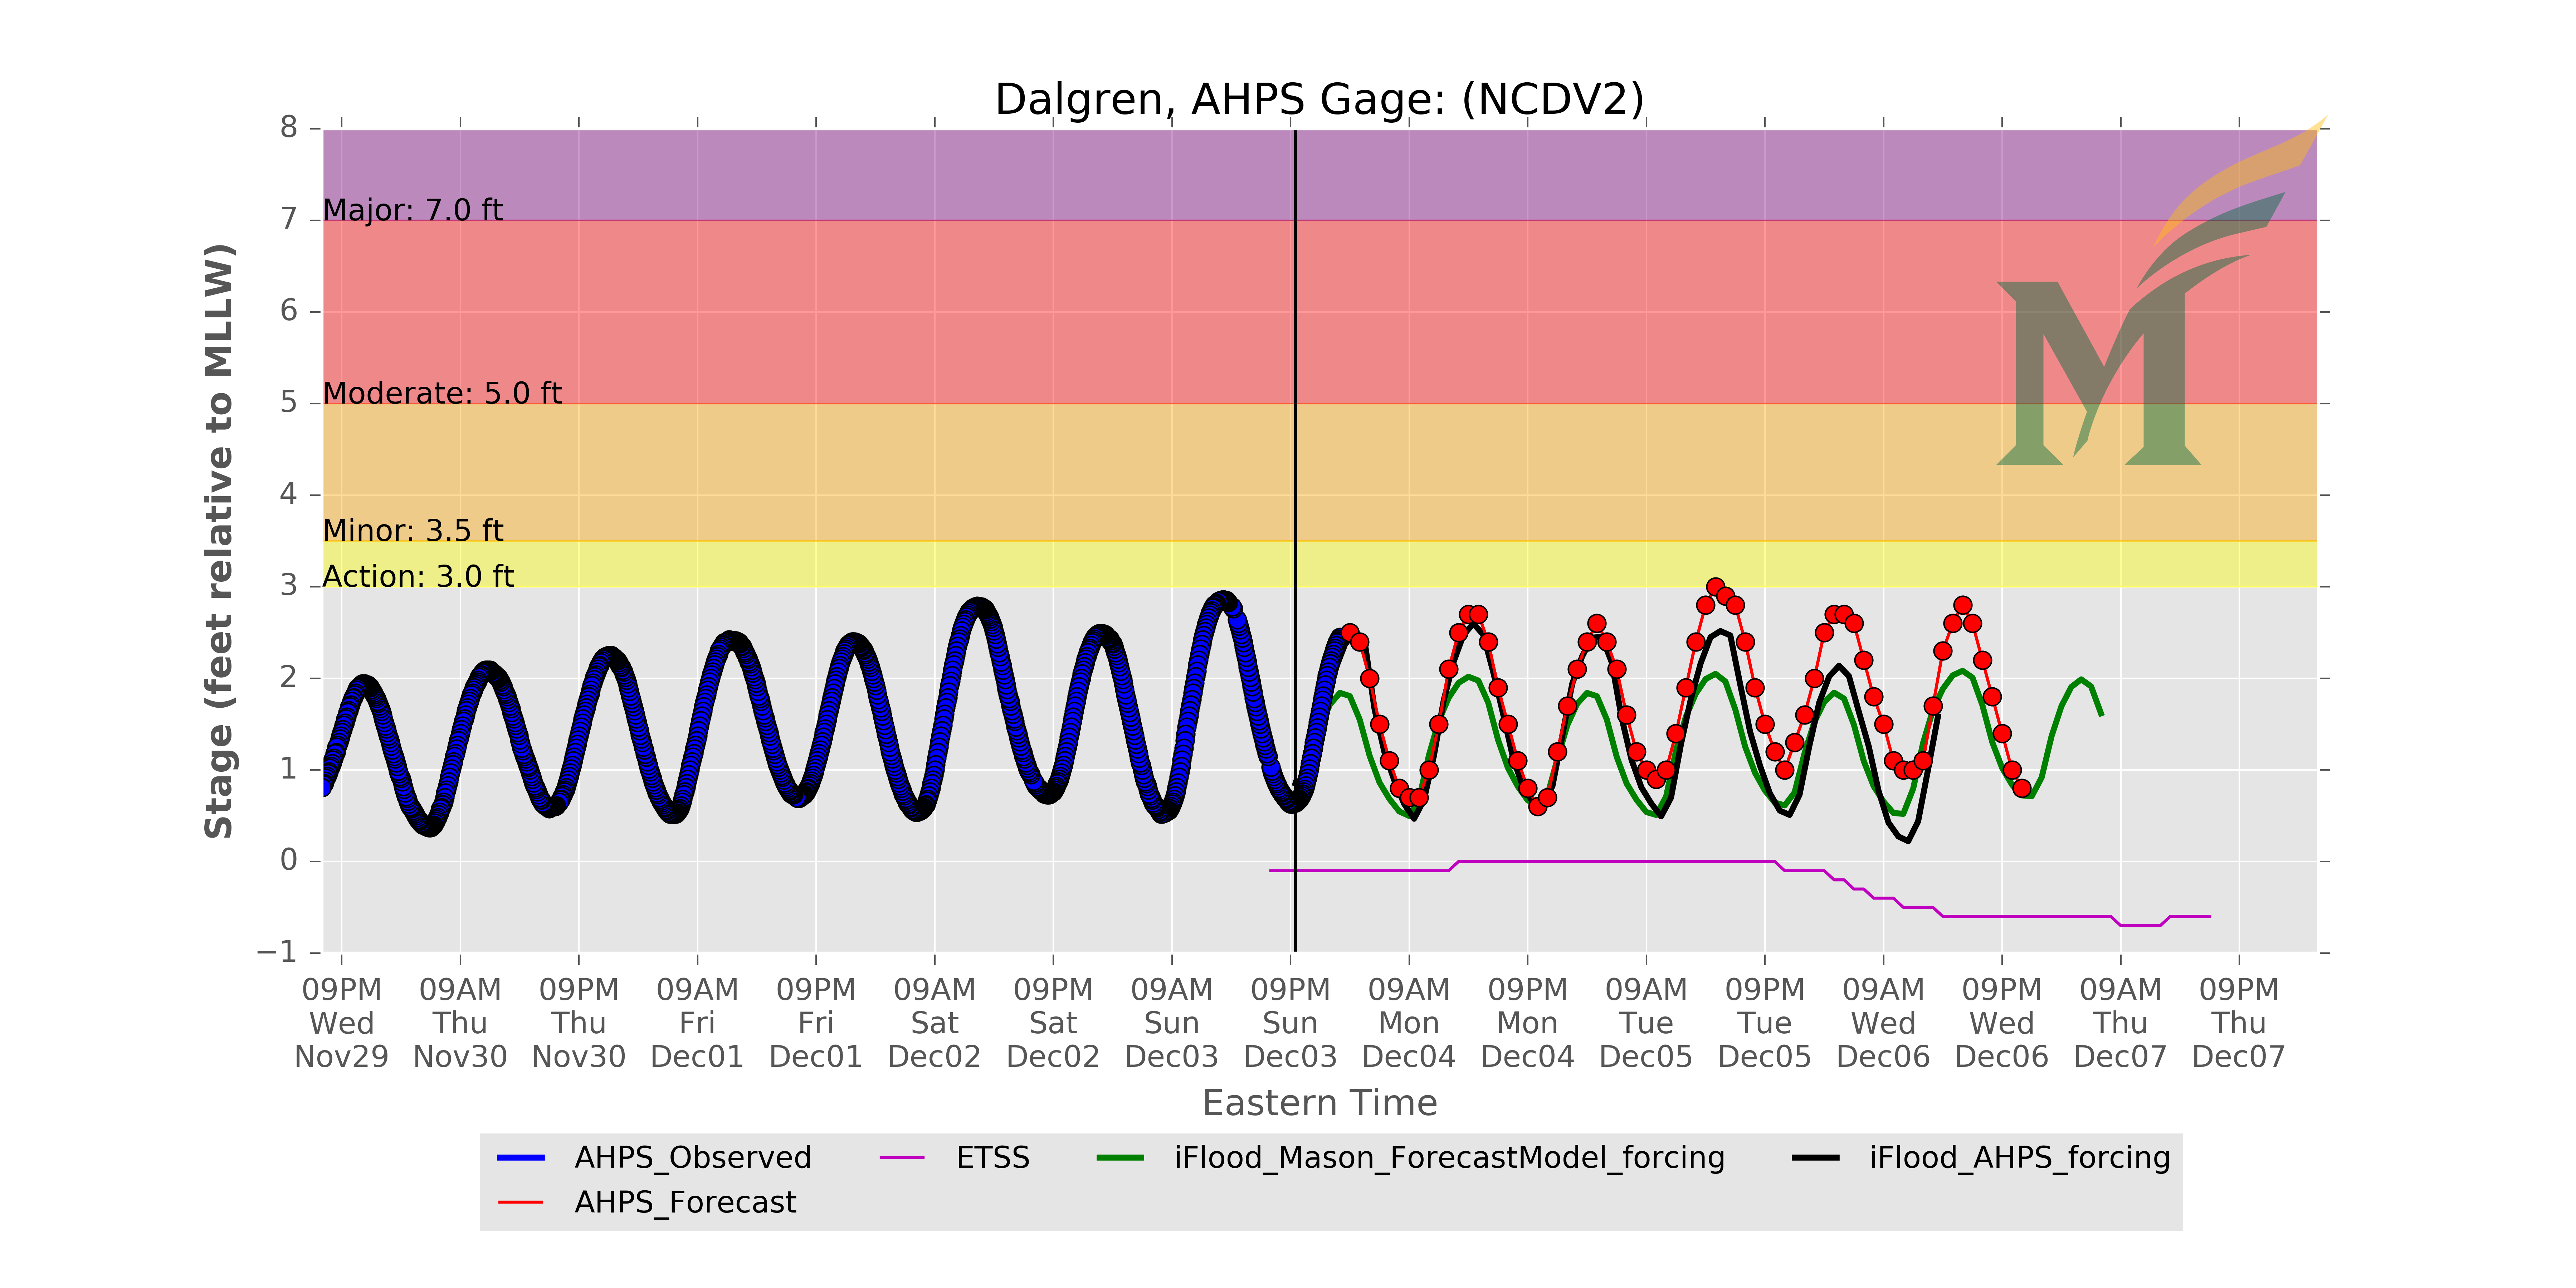 Dalgren, AHPS Gage: (NCDV2)
8
Major: 7.0 ft
7
6
Moderate: 5.0 ft
5
4
Minor: 3.5 ft
Action: 3.0 ft
3
2
1
0
−1
Stage (feet relative to MLLW)
M
09PM 09AM 09PM 09AM 09PM 09AM 09PM 09AM 09PM 09AM 09PM 09AM 09PM 09AM 09PM 09AM 09PM
Wed Thu Thu Fri Fri Sat Sat Sun Sun Mon Mon Tue Tue Wed Wed Thu Thu
Nov29 Nov30 Nov30 Dec01 Dec01 Dec02 Dec02 Dec03 Dec03 Dec04 Dec04 Dec05 Dec05 Dec06 Dec06 Dec07 Dec07
Eastern Time
AHPS_Observed ETSS iFlood_Mason_ForecastModel_forcing iFlood_AHPS_forcing
AHPS_Forecast